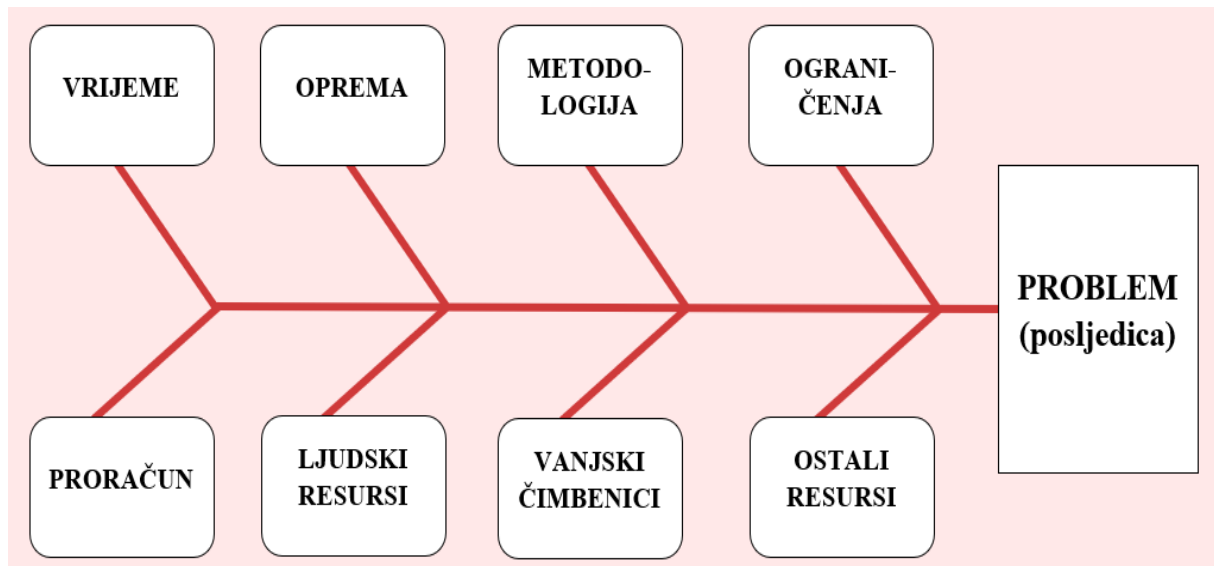 VRIJEME
OPREMA
METODO-
LOGIJA
OGRANI-
ČENJA
PROBLEM
(posljedica)
PRORAČUN
LJUDSKI
RESURSI
VANJSKI
ČIMBENICI
OSTALI
RESURSI